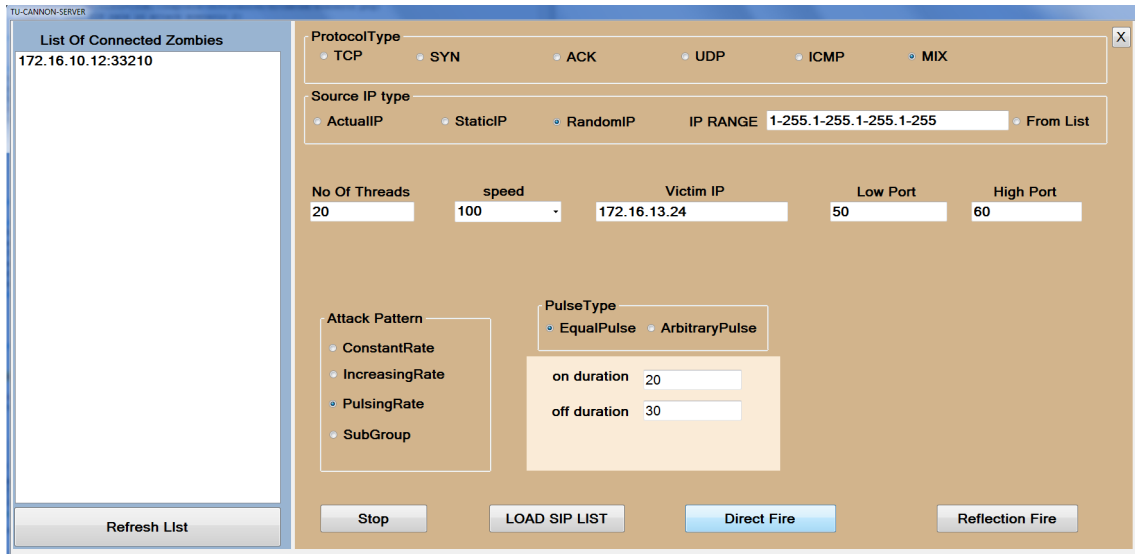 TU-CANNON-SERVER
List Of Connected Zombies
172.16.10.12:33210
Refresh LIst
X
ProtocolType
TCP SYN ACK UDP ICMP MIX
Source IP type
ActualIP StaticIP RandomIP IP RANGE 1-255.1-255.1-255.1-255 From List
No Of Threads speed Victim IP Low Port High Port
20 100 172.16.13.24 50 60
Attack Pattern
ConstantRate
IncreasingRate
PulsingRate
SubGroup
PulseType
EqualPulse ArbitraryPulse
on duration 20
off duration 30
Stop LOAD SIP LIST Direct Fire Reflection Fire